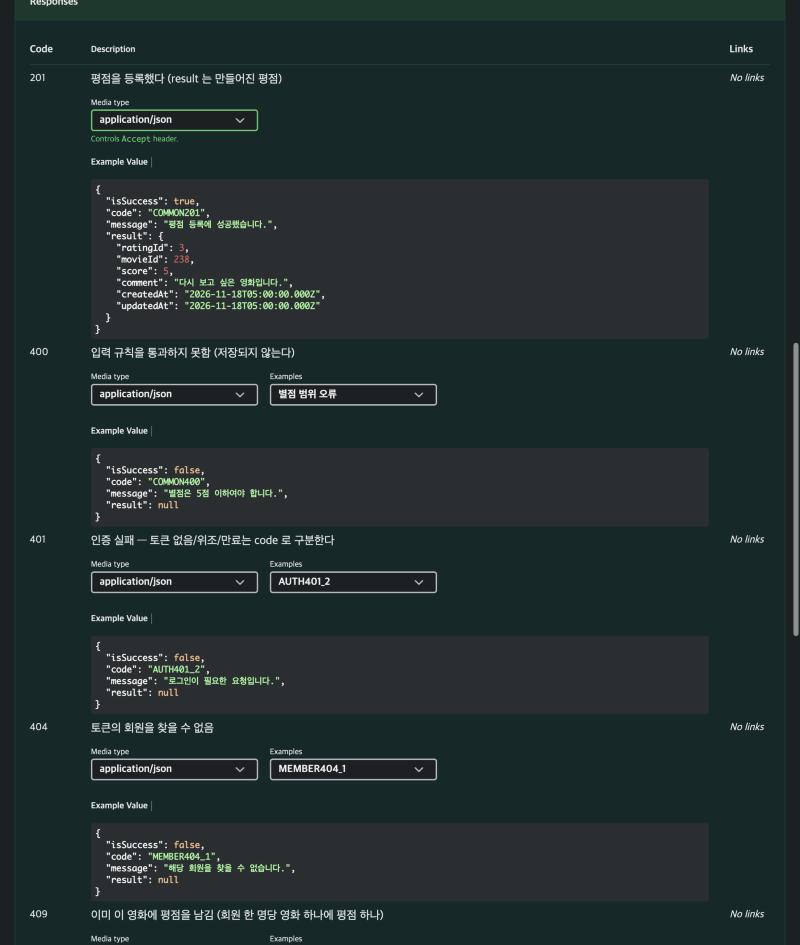 Responses
Code Description Links
201 평점을 등록했다 (result 는 만들어진 평점) No links
Media type
application/json
Controls Accept header.
Example Value
{
  "isSuccess": true,
  "code": "COMMON201",
  "message": "평점 등록에 성공했습니다.",
  "result": {
    "ratingId": 3,
    "movieId": 238,
    "score": 5,
    "comment": "다시 보고 싶은 영화입니다.",
    "createdAt": "2026-11-18T05:00:00.000Z",
    "updatedAt": "2026-11-18T05:00:00.000Z"
  }
}
400 입력 규칙을 통과하지 못함 (저장되지 않는다) No links
Media type Examples
application/json 별점 범위 오류
Example Value
{
  "isSuccess": false,
  "code": "COMMON400",
  "message": "별점은 5점 이하여야 합니다.",
  "result": null
}
401 인증 실패 — 토큰 없음/위조/만료는 code 로 구분한다 No links
Media type Examples
application/json AUTH401_2
Example Value
{
  "isSuccess": false,
  "code": "AUTH401_2",
  "message": "로그인이 필요한 요청입니다.",
  "result": null
}
404 토큰의 회원을 찾을 수 없음 No links
Media type Examples
application/json MEMBER404_1
Example Value
{
  "isSuccess": false,
  "code": "MEMBER404_1",
  "message": "해당 회원을 찾을 수 없습니다.",
  "result": null
}
409 이미 이 영화에 평점을 남김 (회원 한 명당 영화 하나에 평점 하나) No links
Media type Examples